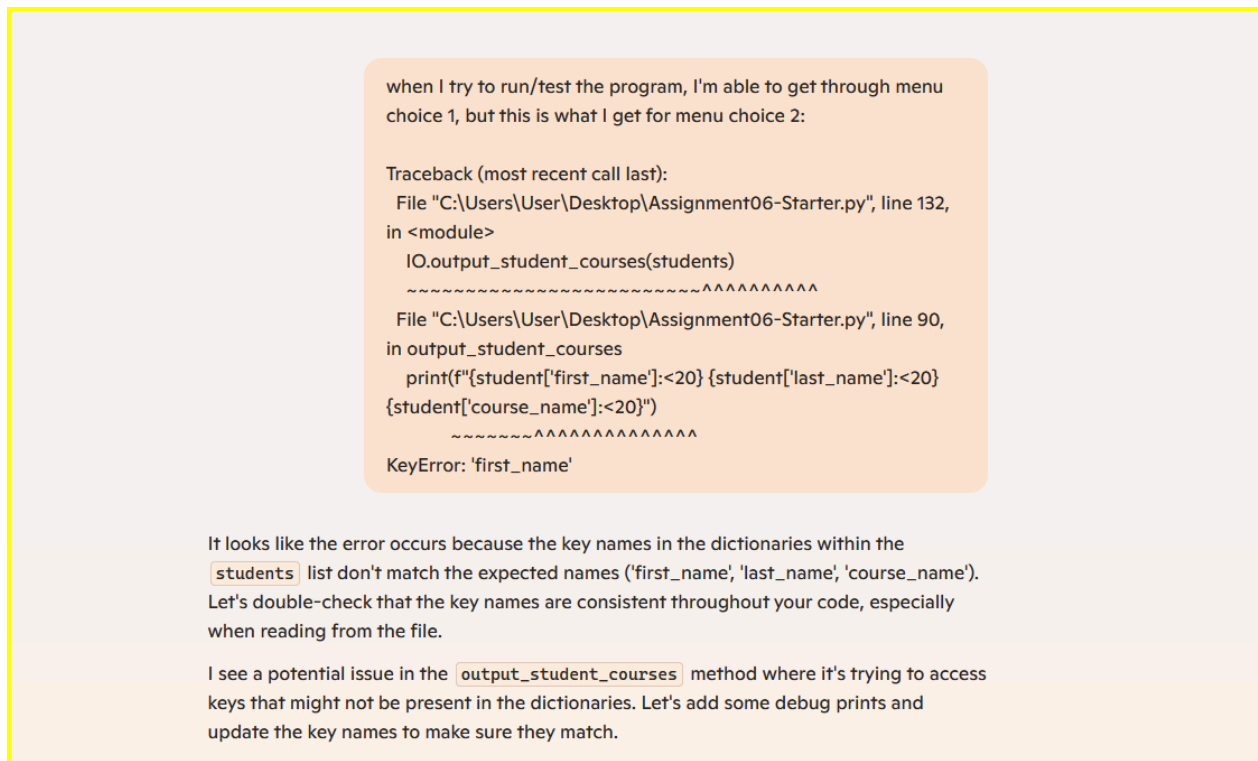 when I try to run/test the program, I'm able to get through menu
choice 1, but this is what I get for menu choice 2:
Traceback (most recent call last):
File "C:\Users\User\Desktop\Assignment06-Starter.py", line 132,
in <module>
IO.output_student_courses(students)
~~~~~~~~~~~~~~~~~~~~~~~~~^^^^^^^^^^
File "C:\Users\User\Desktop\Assignment06-Starter.py", line 90,
in output_student_courses
print(f"{student['first_name']:<20} {student['last_name']:<20}
{student['course_name']:<20}")
~~~~~~~^^^^^^^^^^^^^^
KeyError: 'first_name'
It looks like the error occurs because the key names in the dictionaries within the
students list don't match the expected names ('first_name', 'last_name', 'course_name').
Let's double-check that the key names are consistent throughout your code, especially
when reading from the file.
I see a potential issue in the output_student_courses method where it's trying to access
keys that might not be present in the dictionaries. Let's add some debug prints and
update the key names to make sure they match.